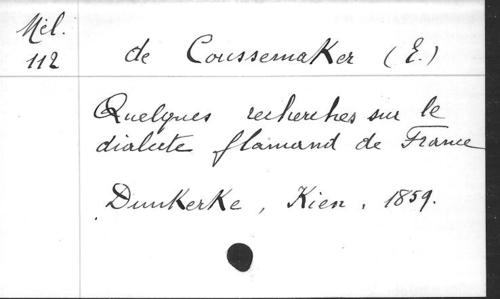 Mél.
112
de Coussemaker (E.)
Quelques recherches sur le
dialecte flamand de France
Dunkerke, Kien, 1859.